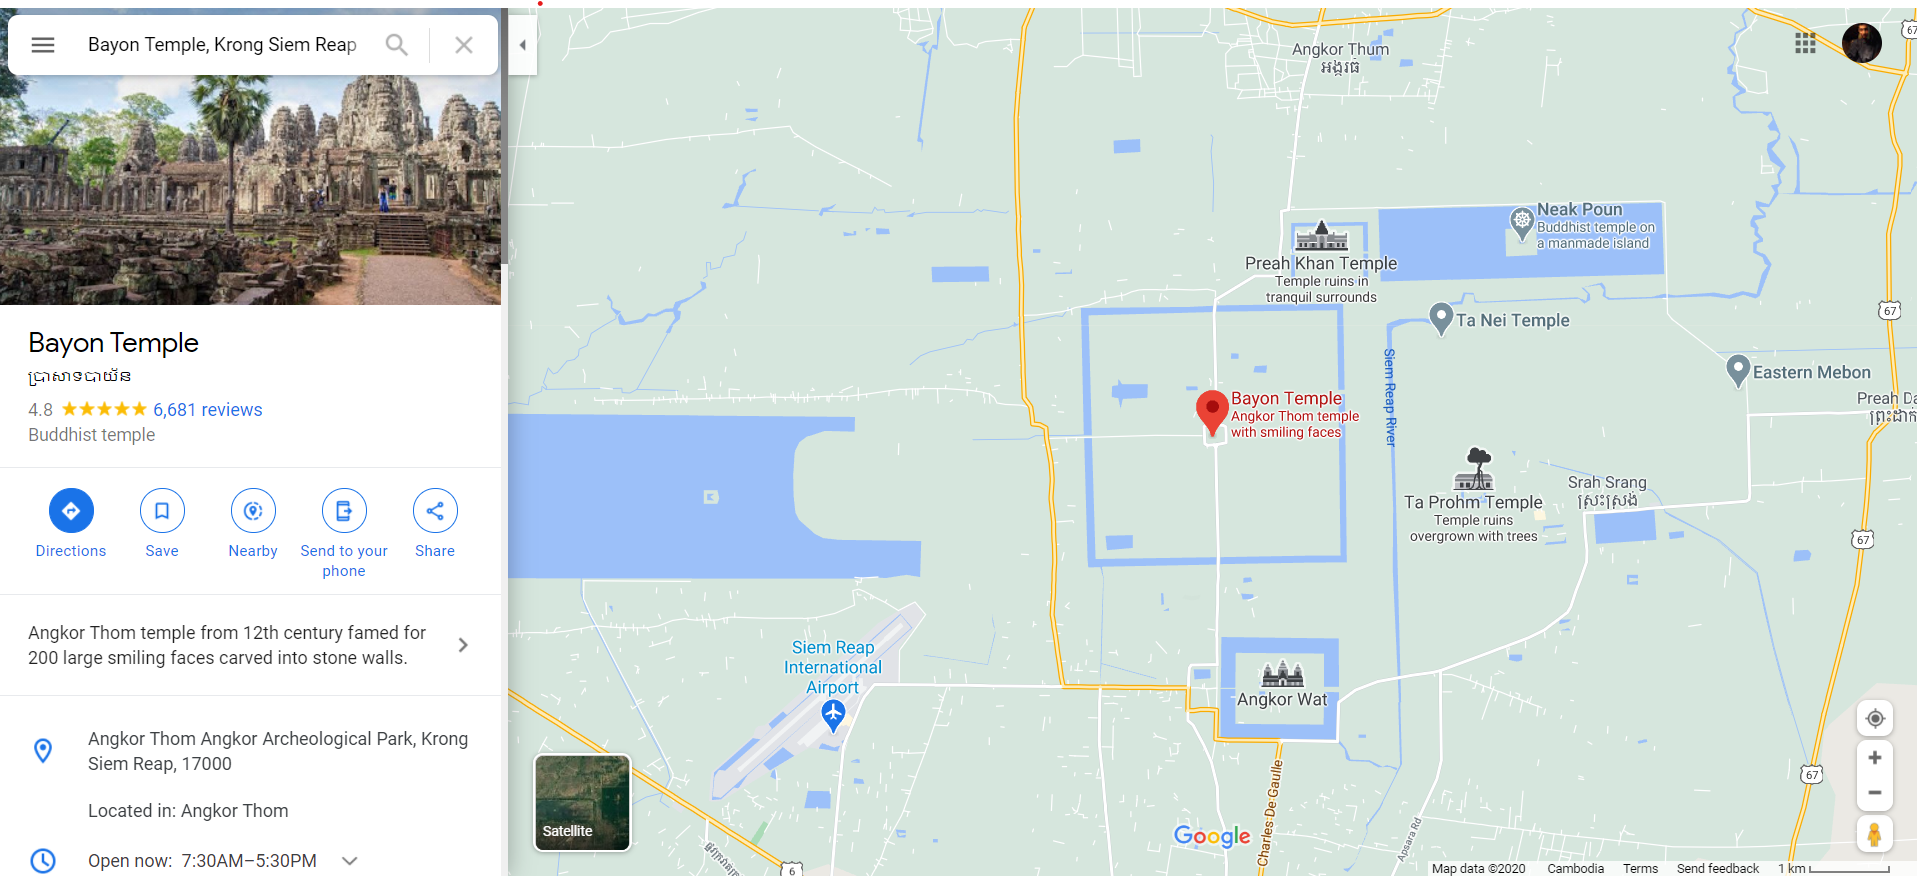 Bayon Temple, Krong Siem Reap
Bayon Temple
ប្រាសាទបាយ័ន
4.8
6,681 reviews
Buddhist temple
Directions
Save
Nearby
Send to your
phone
Share
Angkor Thom temple from 12th century famed for
200 large smiling faces carved into stone walls.
Angkor Thom Angkor Archeological Park, Krong
Siem Reap, 17000
Located in: Angkor Thom
Open now: 7:30AM–5:30PM
Angkor Thum
អង្គរធំ
67
Neak Poun
Buddhist temple on
a manmade island
Preah Khan Temple
Temple ruins in
tranquil surrounds
67
Ta Nei Temple
Siem Reap River
Eastern Mebon
Preah Da
ព្រះដាក់
Bayon Temple
Angkor Thom temple
with smiling faces
Ta Prohm Temple
Temple ruins
overgrown with trees
Srah Srang
ស្រះស្រង់
67
Siem Reap
International
Airport
Angkor Wat
67
Satellite
Google
Charles De Gaulle
Apsara Rd
6
Map data ©2020
Cambodia
Terms
Send feedback
1 km